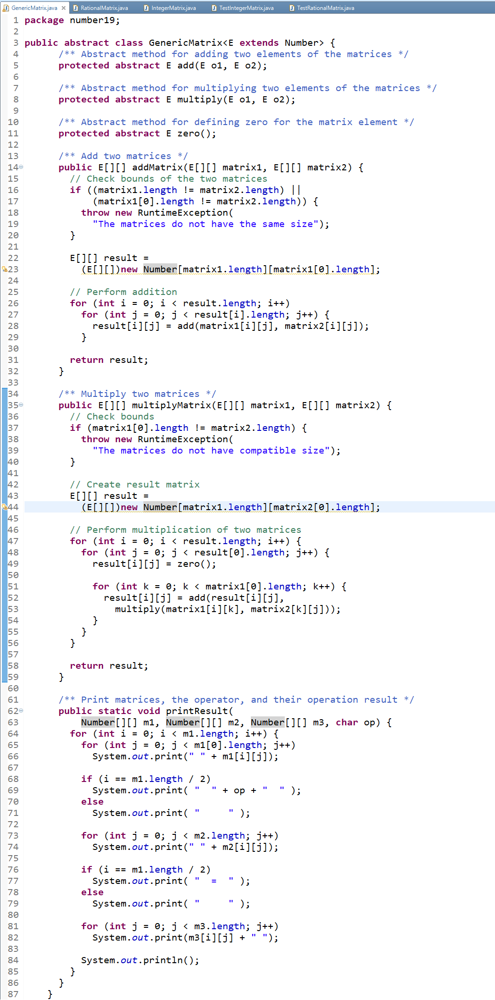 GenericMatrix.java RationalMatrix.java IntegerMatrix.java TestIntegerMatrix.java TestRationalMatrix.java
1 package number19;
2
3 public abstract class GenericMatrix<E extends Number> {
4 /** Abstract method for adding two elements of the matrices */
5 protected abstract E add(E o1, E o2);
6
7 /** Abstract method for multiplying two elements of the matrices */
8 protected abstract E multiply(E o1, E o2);
9
10 /** Abstract method for defining zero for the matrix element */
11 protected abstract E zero();
12
13 /** Add two matrices */
14 public E[][] addMatrix(E[][] matrix1, E[][] matrix2) {
15 // Check bounds of the two matrices
16 if ((matrix1.length != matrix2.length) ||
17 (matrix1[0].length != matrix2.length)) {
18 throw new RuntimeException(
19 "The matrices do not have the same size");
20 }
21
22 E[][] result =
23 (E[][])new Number[matrix1.length][matrix1[0].length];
24
25 // Perform addition
26 for (int i = 0; i < result.length; i++)
27 for (int j = 0; j < result[i].length; j++) {
28 result[i][j] = add(matrix1[i][j], matrix2[i][j]);
29 }
30
31 return result;
32 }
33
34 /** Multiply two matrices */
35 public E[][] multiplyMatrix(E[][] matrix1, E[][] matrix2) {
36 // Check bounds
37 if (matrix1[0].length != matrix2.length) {
38 throw new RuntimeException(
39 "The matrices do not have compatible size");
40 }
41
42 // Create result matrix
43 E[][] result =
44 (E[][])new Number[matrix1.length][matrix2[0].length];
45
46 // Perform multiplication of two matrices
47 for (int i = 0; i < result.length; i++) {
48 for (int j = 0; j < result[0].length; j++) {
49 result[i][j] = zero();
50
51 for (int k = 0; k < matrix1[0].length; k++) {
52 result[i][j] = add(result[i][j],
53 multiply(matrix1[i][k], matrix2[k][j]));
54 }
55 }
56 }
57
58 return result;
59 }
60
61 /** Print matrices, the operator, and their operation result */
62 public static void printResult(
63 Number[][] m1, Number[][] m2, Number[][] m3, char op) {
64 for (int i = 0; i < m1.length; i++) {
65 for (int j = 0; j < m1[0].length; j++)
66 System.out.print(" " + m1[i][j]);
67
68 if (i == m1.length / 2)
69 System.out.print( "  " + op + "  " );
70 else
71 System.out.print( "     " );
72
73 for (int j = 0; j < m2.length; j++)
74 System.out.print(" " + m2[i][j]);
75
76 if (i == m1.length / 2)
77 System.out.print( "  =  " );
78 else
79 System.out.print( "     " );
80
81 for (int j = 0; j < m3.length; j++)
82 System.out.print(m3[i][j] + " ");
83
84 System.out.println();
85 }
86 }
87 }